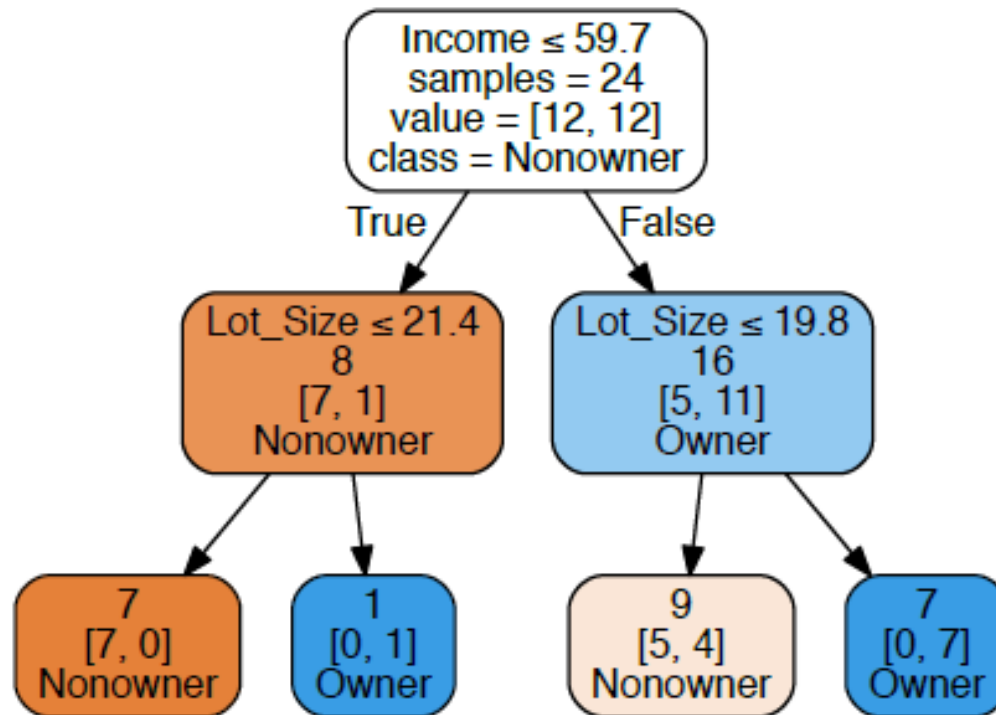 Income ≤ 59.7
samples = 24
value = [12, 12]
class = Nonowner
True
False
Lot_Size ≤ 21.4
8
[7, 1]
Nonowner
Lot_Size ≤ 19.8
16
[5, 11]
Owner
7
[7, 0]
Nonowner
1
[0, 1]
Owner
9
[5, 4]
Nonowner
7
[0, 7]
Owner